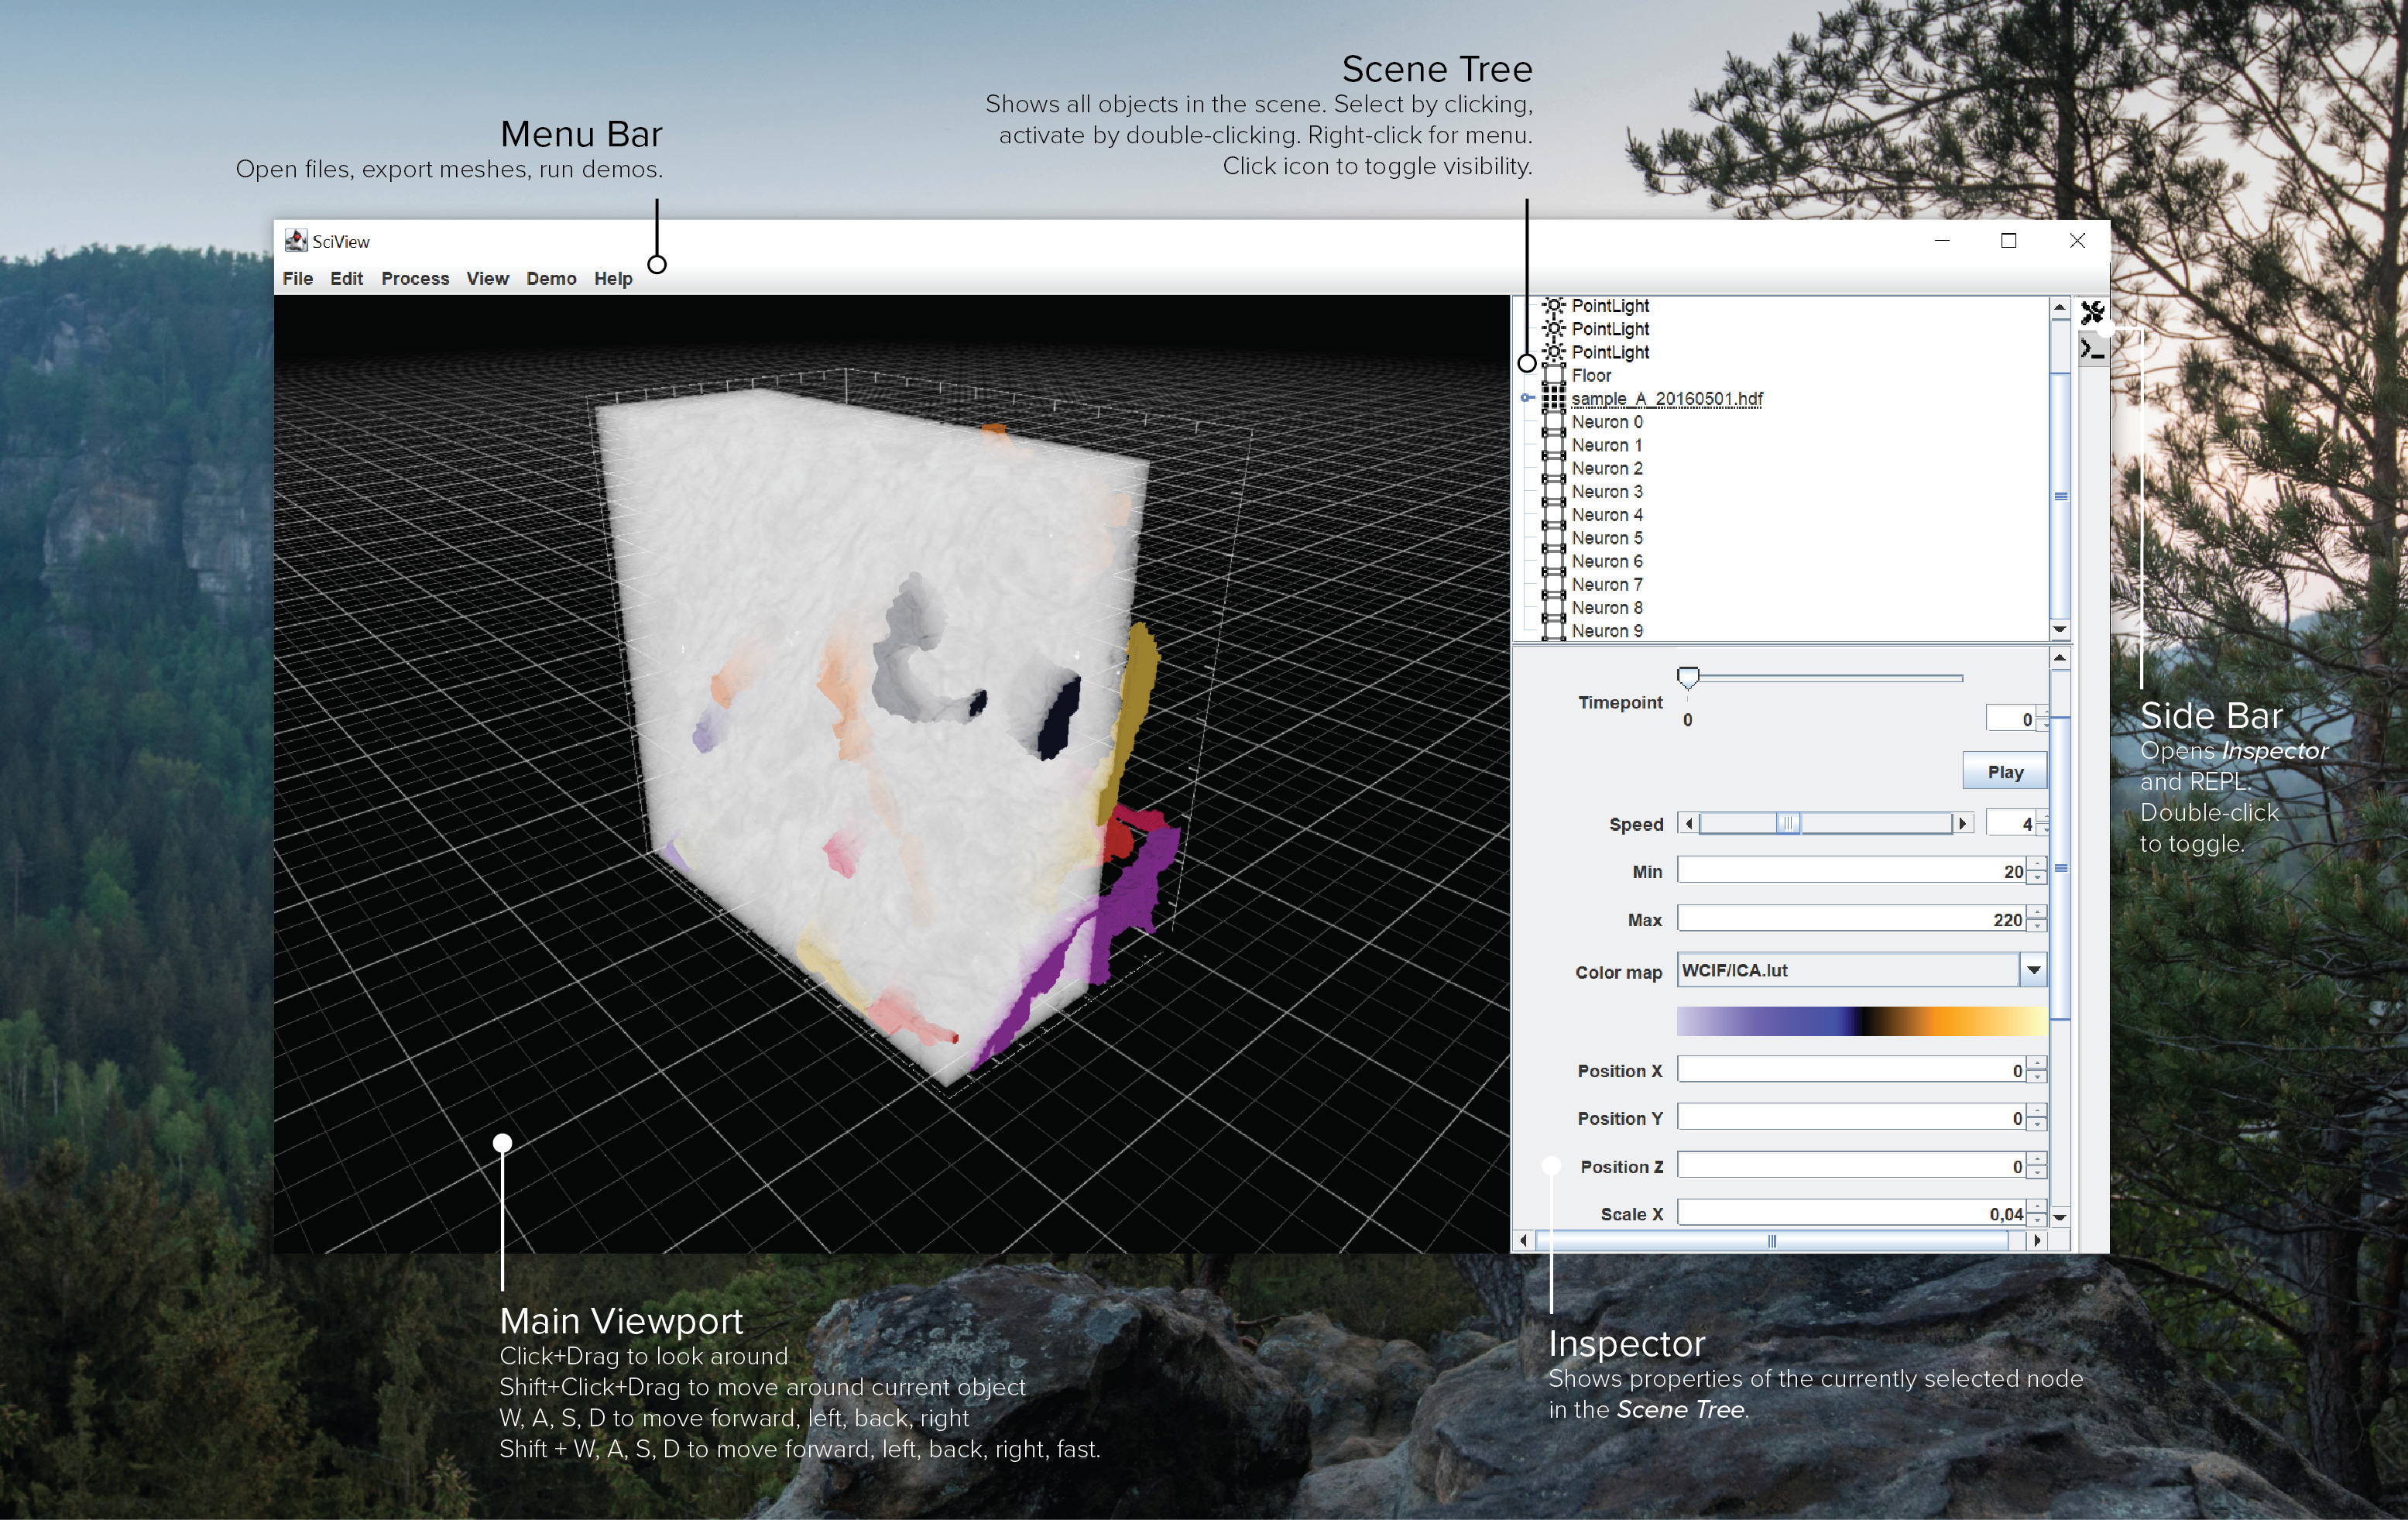 Scene Tree
Shows all objects in the scene. Select by clicking,
activate by double-clicking. Right-click for menu.
Click icon to toggle visibility.
Menu Bar
Open files, export meshes, run demos.
SciView
File Edit Process View Demo Help
PointLight
PointLight
PointLight
Floor
sample_A_20160501.hdf
Neuron 0
Neuron 1
Neuron 2
Neuron 3
Neuron 4
Neuron 5
Neuron 6
Neuron 7
Neuron 8
Neuron 9
Timepoint
0
0
Play
Speed 4
Min 20
Max 220
Color map WCIF/ICA.lut
Position X 0
Position Y 0
Position Z 0
Scale X 0,04
Side Bar
Opens Inspector
and REPL.
Double-click
to toggle.
Main Viewport
Click+Drag to look around
Shift+Click+Drag to move around current object
W, A, S, D to move forward, left, back, right
Shift + W, A, S, D to move forward, left, back, right, fast.
Inspector
Shows properties of the currently selected node
in the Scene Tree.